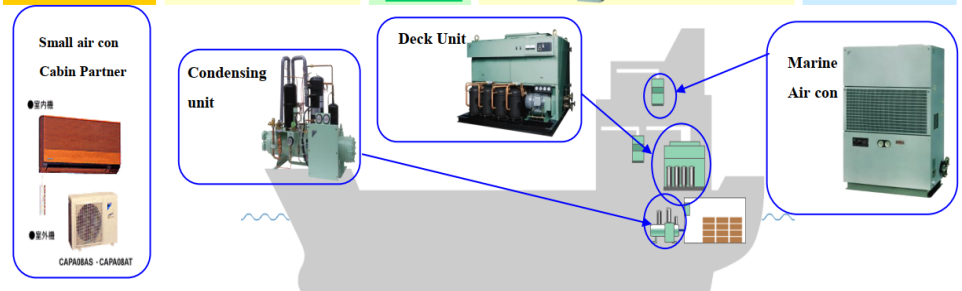 Small air con
Cabin Partner
●室内機
●室外機
CAPA08AS - CAPA08AT
Condensing
unit
Deck Unit
Marine
Air con